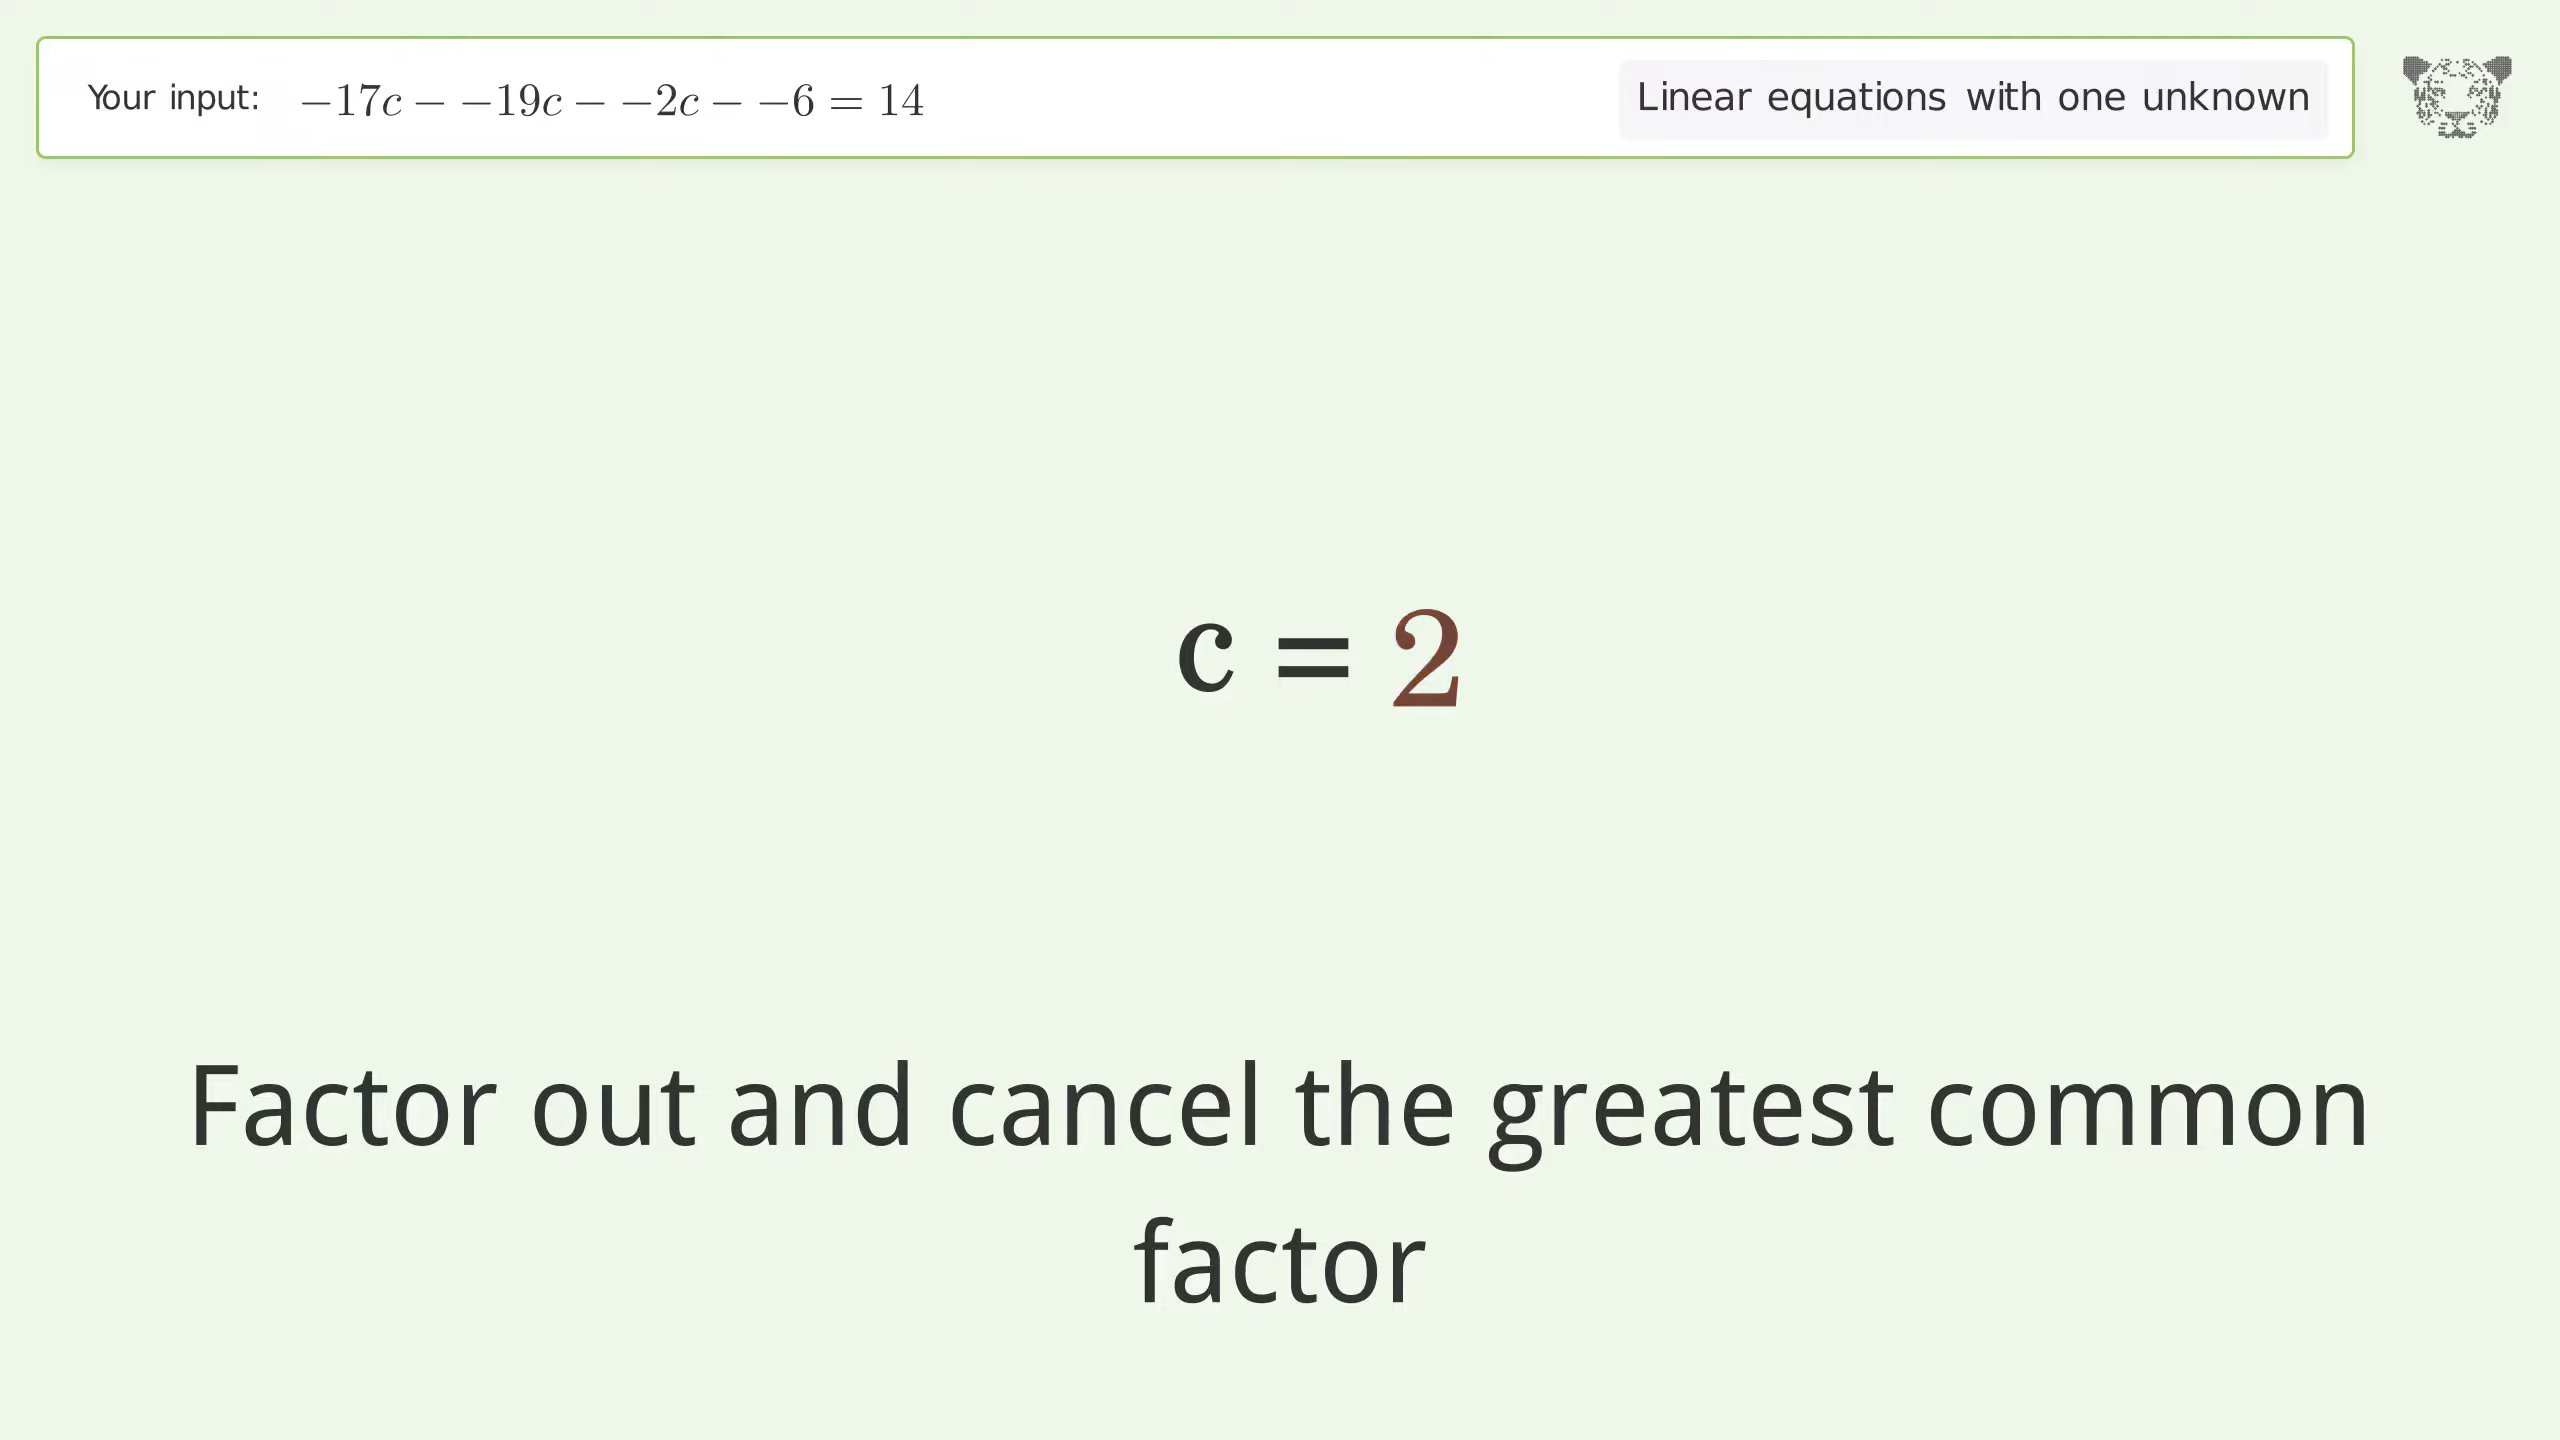 Your input: −17c − −19c − −2c − −6 = 14
Linear equations with one unknown
c = 2
Factor out and cancel the greatest common
factor